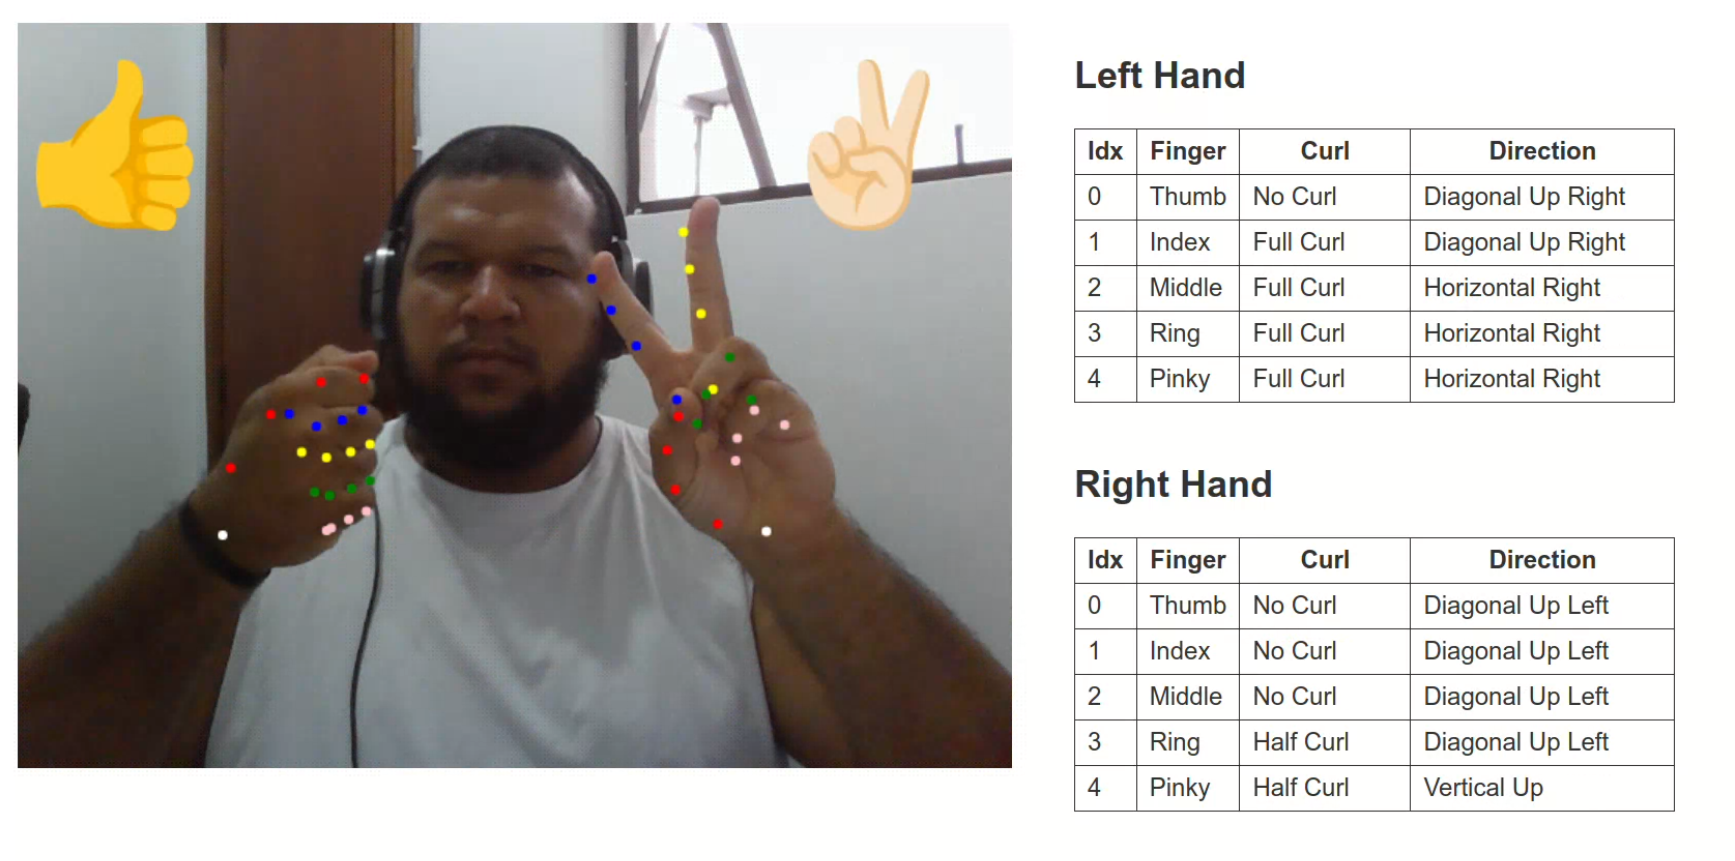 Left Hand
Idx Finger Curl Direction
0 Thumb No Curl Diagonal Up Right
1 Index Full Curl Diagonal Up Right
2 Middle Full Curl Horizontal Right
3 Ring Full Curl Horizontal Right
4 Pinky Full Curl Horizontal Right
Right Hand
Idx Finger Curl Direction
0 Thumb No Curl Diagonal Up Left
1 Index No Curl Diagonal Up Left
2 Middle No Curl Diagonal Up Left
3 Ring Half Curl Diagonal Up Left
4 Pinky Half Curl Vertical Up